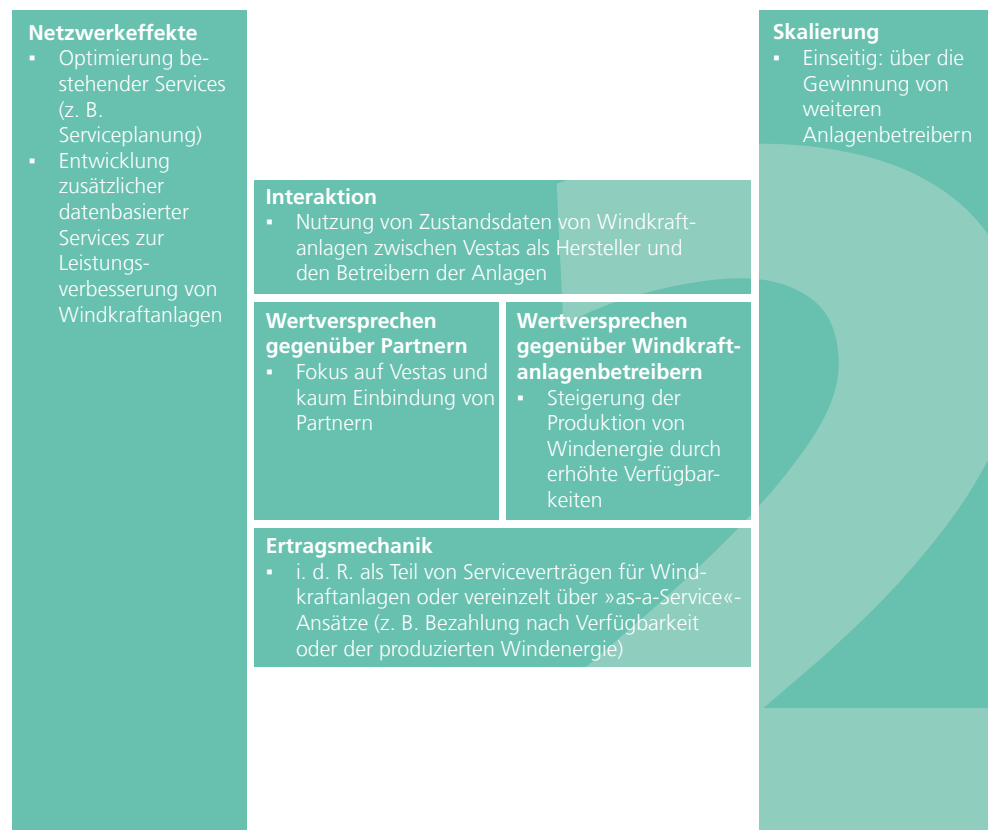 Netzwerkeffekte
▪ Optimierung be-
stehender Services
(z. B.
Serviceplanung)
▪ Entwicklung
zusätzlicher
datenbasierter
Services zur
Leistungs-
verbesserung von
Windkraftanlagen
Interaktion
▪ Nutzung von Zustandsdaten von Windkraft-
anlagen zwischen Vestas als Hersteller und
den Betreibern der Anlagen
Wertversprechen
gegenüber Partnern
▪ Fokus auf Vestas und
kaum Einbindung von
Partnern
Wertversprechen
gegenüber Windkraft-
anlagenbetreibern
▪ Steigerung der
Produktion von
Windenergie durch
erhöhte Verfügbar-
keiten
Ertragsmechanik
▪ i. d. R. als Teil von Serviceverträgen für Wind-
kraftanlagen oder vereinzelt über »as-a-Service«-
Ansätze (z. B. Bezahlung nach Verfügbarkeit
oder der produzierten Windenergie)
Skalierung
▪ Einseitig: über die
Gewinnung von
weiteren
Anlagenbetreibern
2